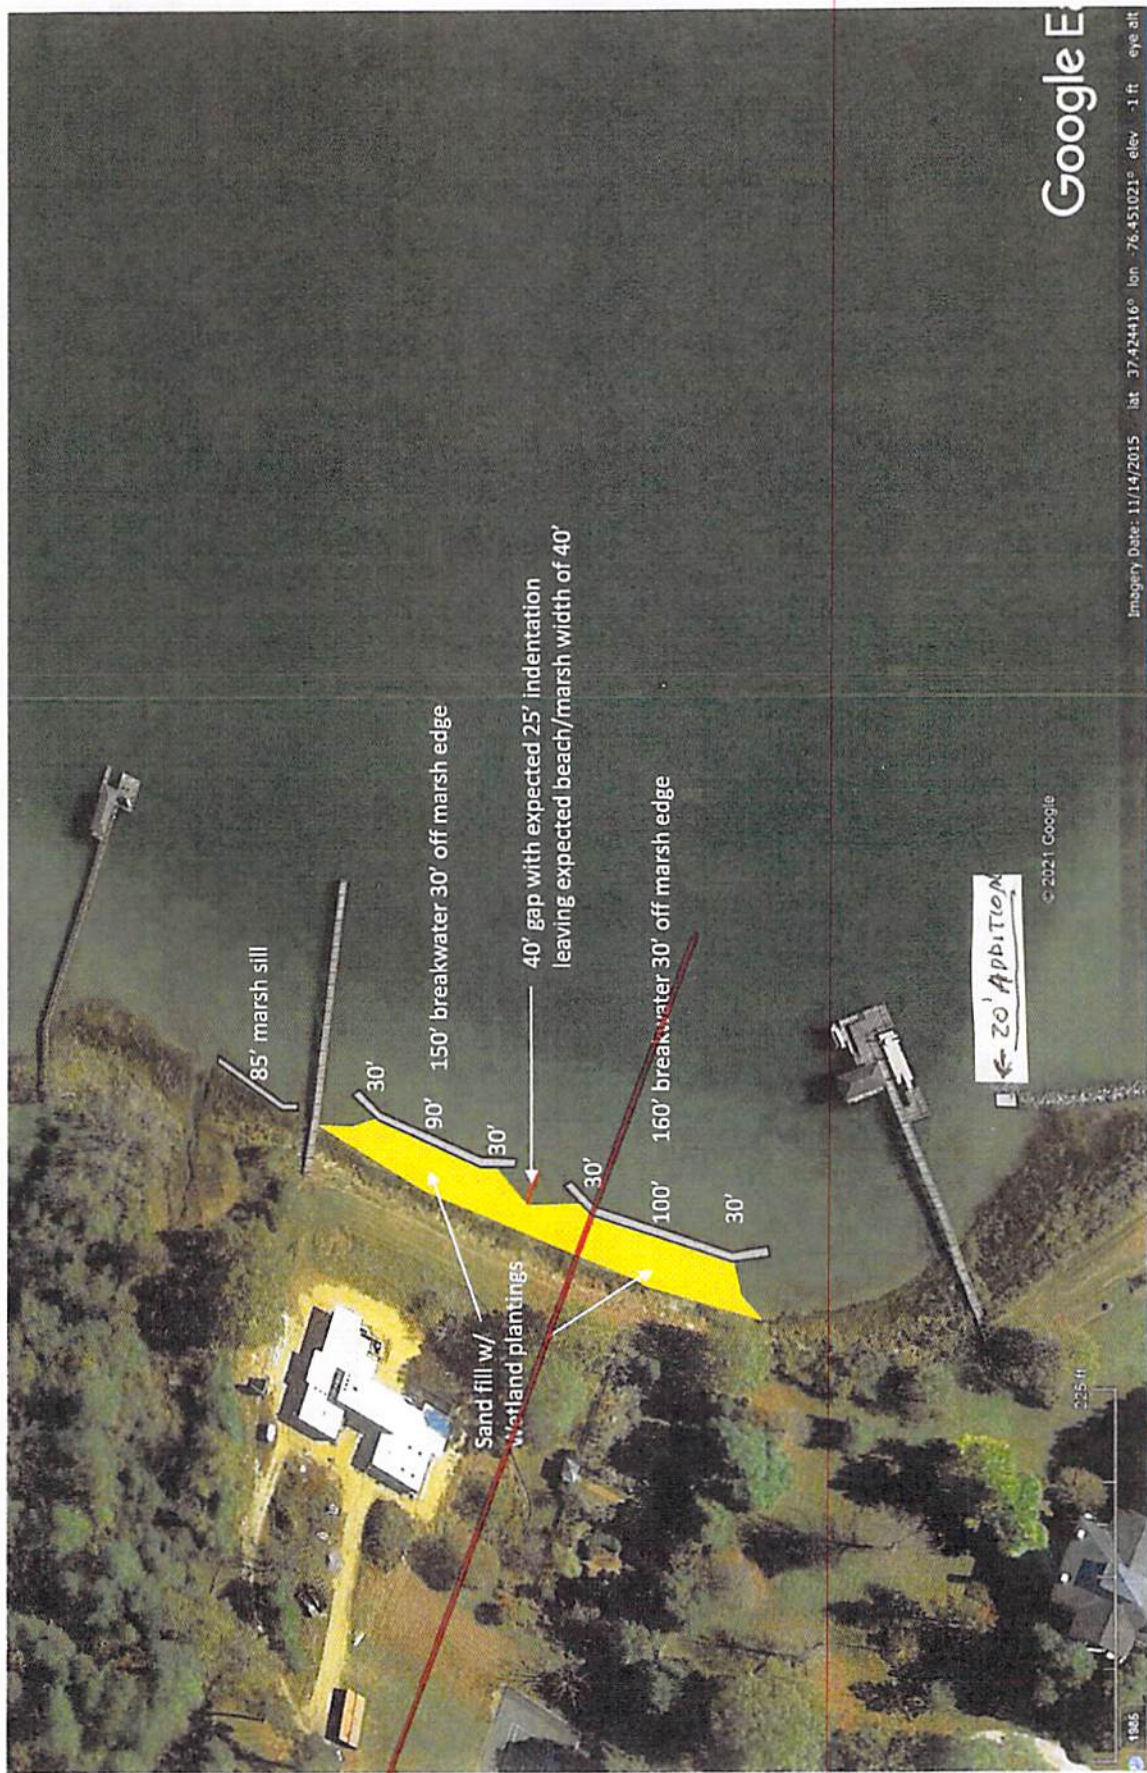 85' marsh sill
30'
90'
150' breakwater 30' off marsh edge
30'
40' gap with expected 25' indentation
leaving expected beach/marsh width of 40'
Sand fill w/
Wetland plantings
30'
100'
160' breakwater 30' off marsh edge
30'
← 20' ADDITION
© 2021 Google
225 ft
Google Ea
1985
Imagery Date: 11/14/2015 lat 37.424416° lon -76.451021° elev -1 ft eye alt